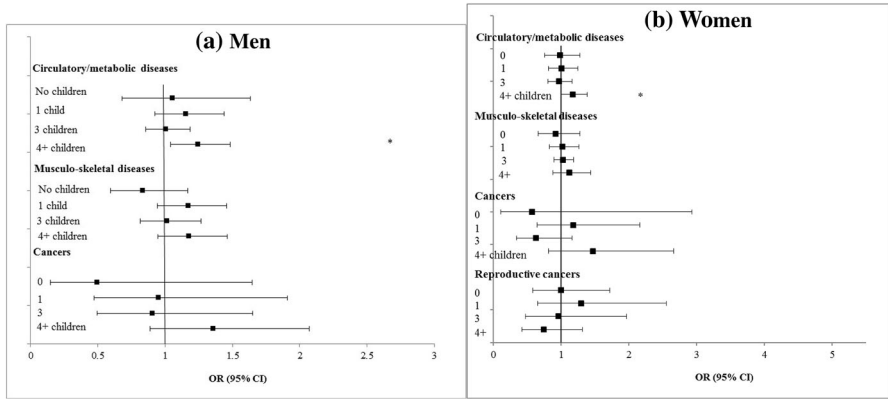 (a) Men
Circulatory/metabolic diseases
No children
1 child
3 children
4+ children
*
Musculo-skeletal diseases
No children
1 child
3 children
4+ children
Cancers
0
1
3
4+ children
0
0.5
1
1.5
2
2.5
3
OR (95% CI)
(b) Women
Circulatory/metabolic diseases
0
1
3
4+ children
*
Musculo-skeletal diseases
0
1
3
4+
Cancers
0
1
3
4+ children
Reproductive cancers
0
1
3
4+
0
1
2
3
4
5
OR (95% CI)